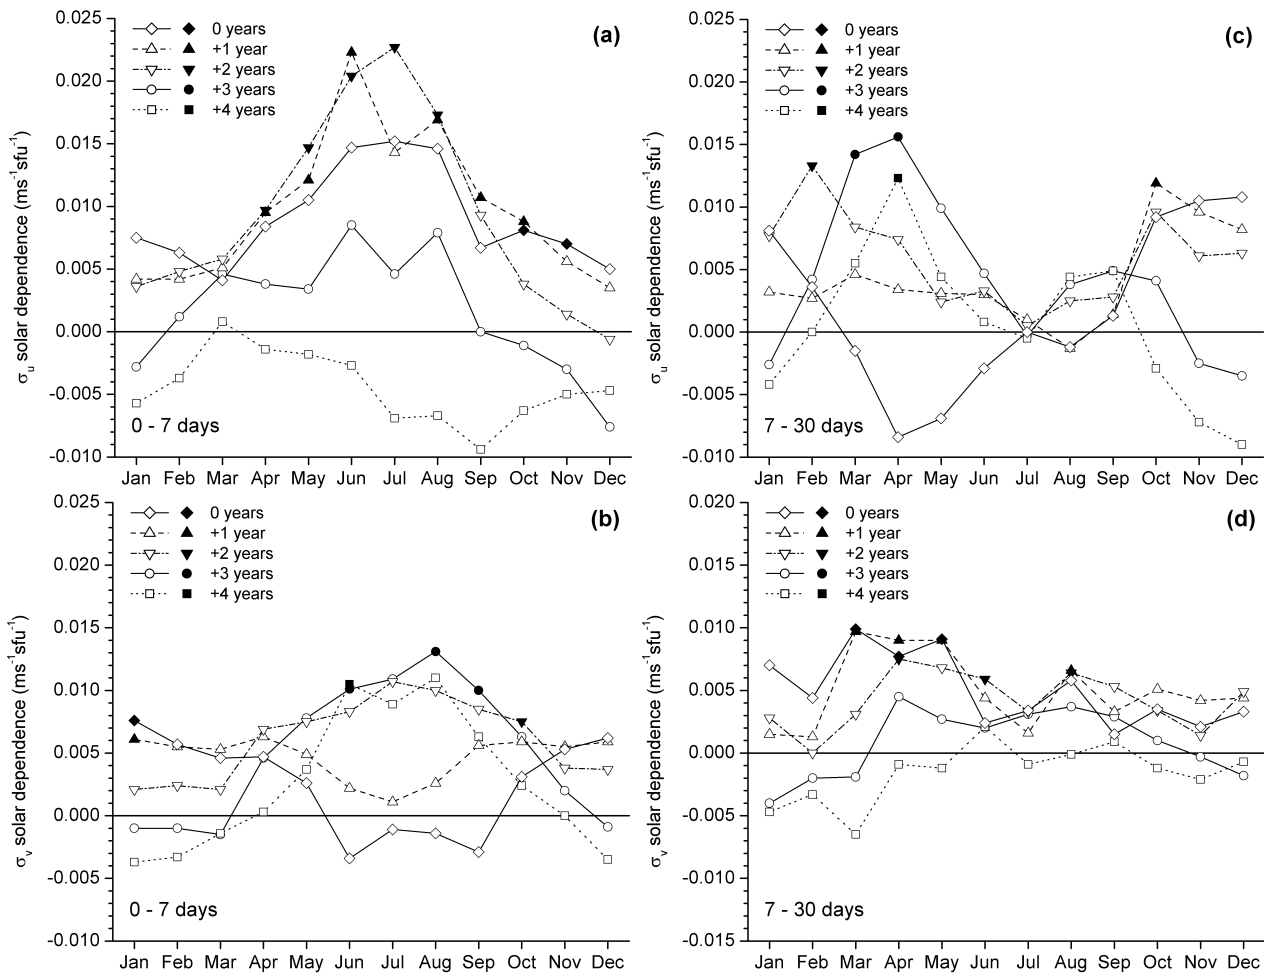 (a)
0 years
+1 year
+2 years
+3 years
+4 years
0.025
0.020
0.015
0.010
0.005
0.000
-0.005
-0.010
σu solar dependence (ms-1sfu-1)
0 - 7 days
Jan Feb Mar Apr May Jun Jul Aug Sep Oct Nov Dec
(c)
0 years
+1 year
+2 years
+3 years
+4 years
0.025
0.020
0.015
0.010
0.005
0.000
-0.005
-0.010
σu solar dependence (ms-1sfu-1)
7 - 30 days
Jan Feb Mar Apr May Jun Jul Aug Sep Oct Nov Dec
(b)
0 years
+1 year
+2 years
+3 years
+4 years
0.025
0.020
0.015
0.010
0.005
0.000
-0.005
-0.010
σv solar dependence (ms-1sfu-1)
0 - 7 days
Jan Feb Mar Apr May Jun Jul Aug Sep Oct Nov Dec
(d)
0 years
+1 year
+2 years
+3 years
+4 years
0.020
0.015
0.010
0.005
0.000
-0.005
-0.010
-0.015
σv solar dependence (ms-1sfu-1)
7 - 30 days
Jan Feb Mar Apr May Jun Jul Aug Sep Oct Nov Dec